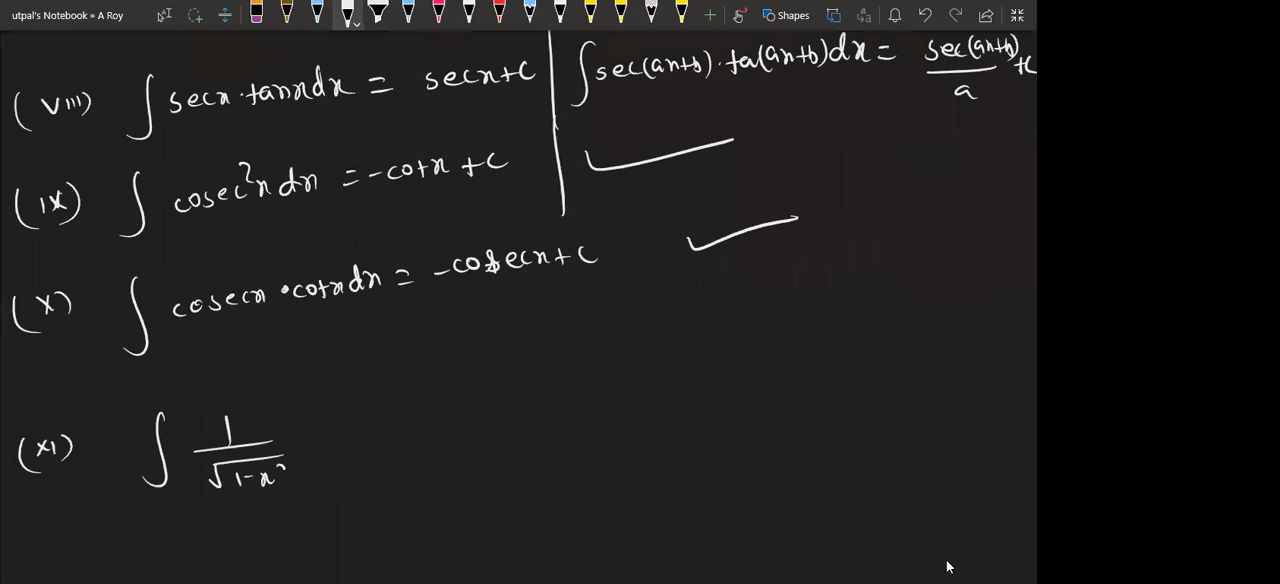 utpal's Notebook » A Roy
Shapes
(VIII) ∫ secx·tanxdx = secx+c
∫sec(ax+b)·ta(ax+b)dx = sec(ax+b)/a +c
(IX) ∫ cosec²xdx = -cotx+c
(X) ∫ cosecx·cotxdx = -cosecx+c
(XI) ∫ 1/√1-x²